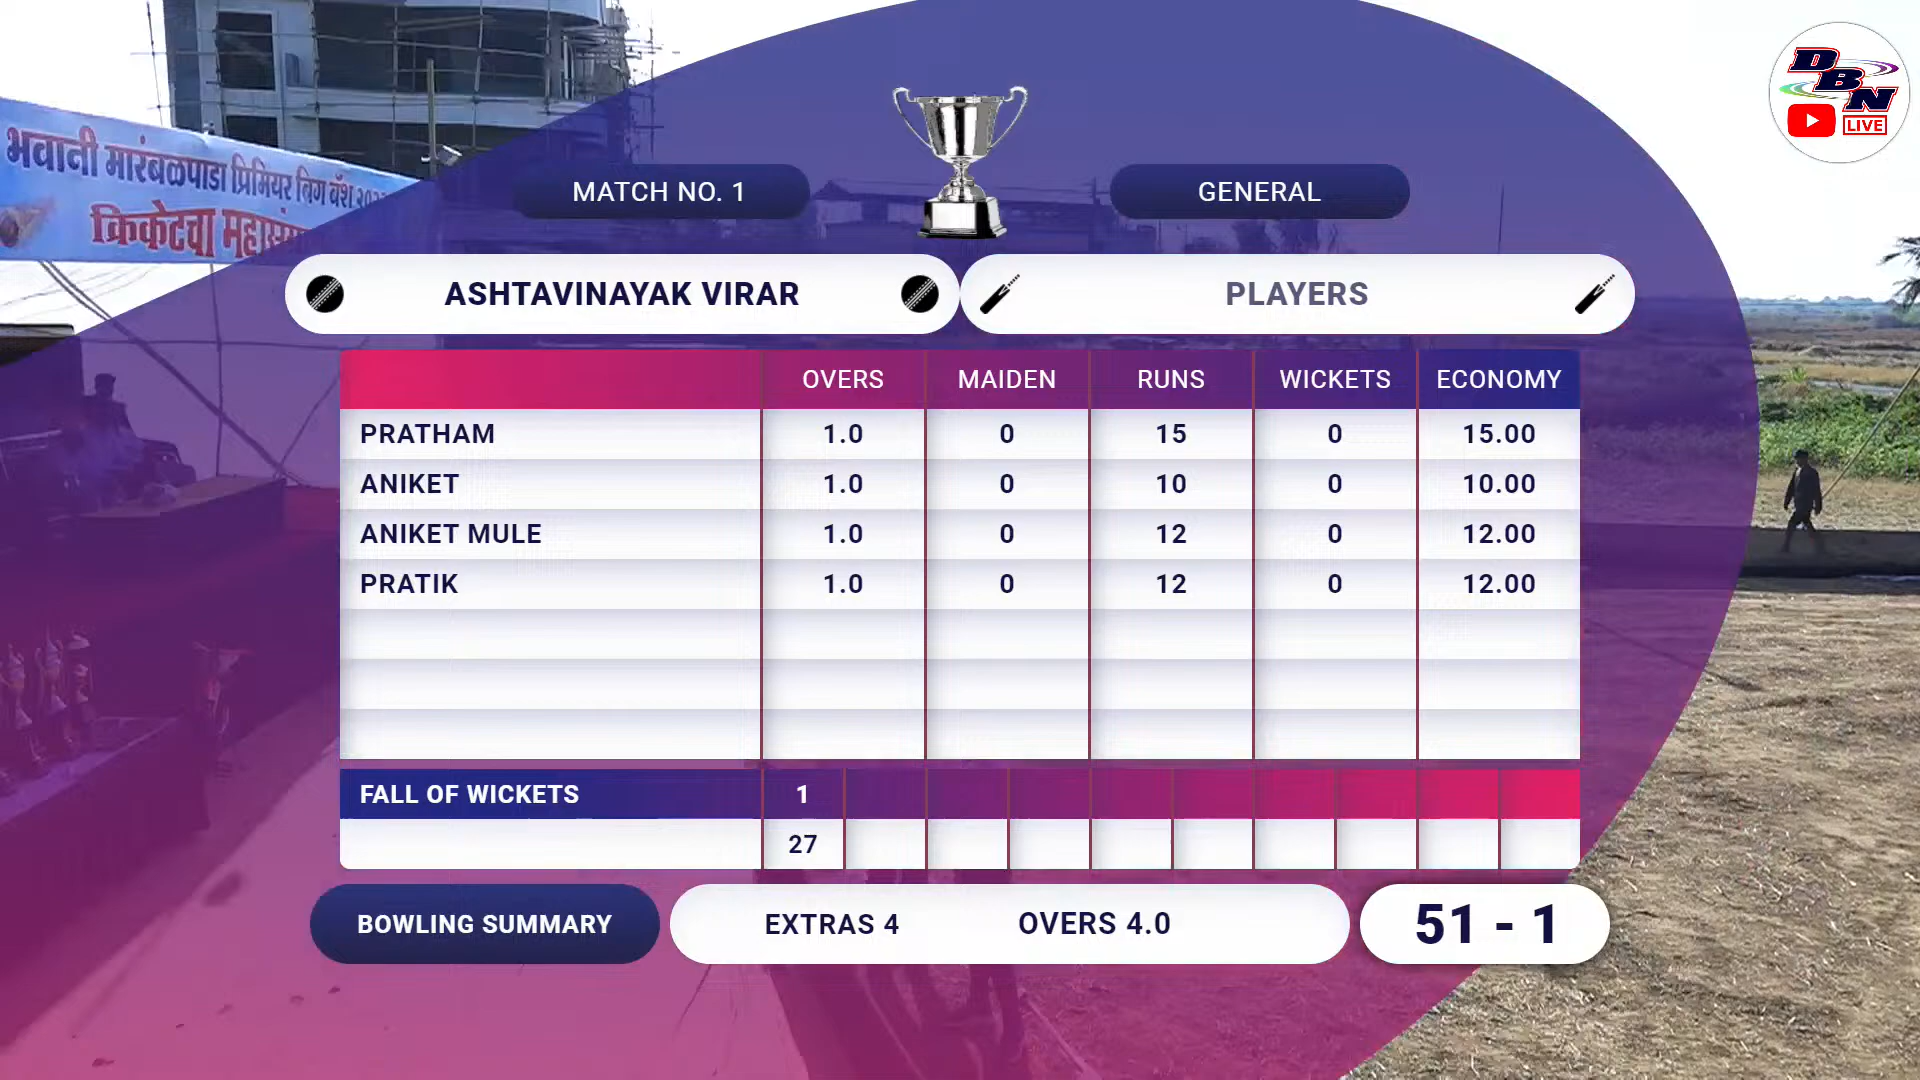 DBN
LIVE
भवानी मारंबळपाडा प्रिमियर बिग बॅश
क्रिकेटचा
MATCH NO. 1
GENERAL
ASHTAVINAYAK VIRAR
PLAYERS
OVERS MAIDEN RUNS WICKETS ECONOMY
PRATHAM 1.0 0 15 0 15.00
ANIKET 1.0 0 10 0 10.00
ANIKET MULE 1.0 0 12 0 12.00
PRATIK 1.0 0 12 0 12.00
FALL OF WICKETS 1
27
BOWLING SUMMARY
EXTRAS 4 OVERS 4.0
51 - 1